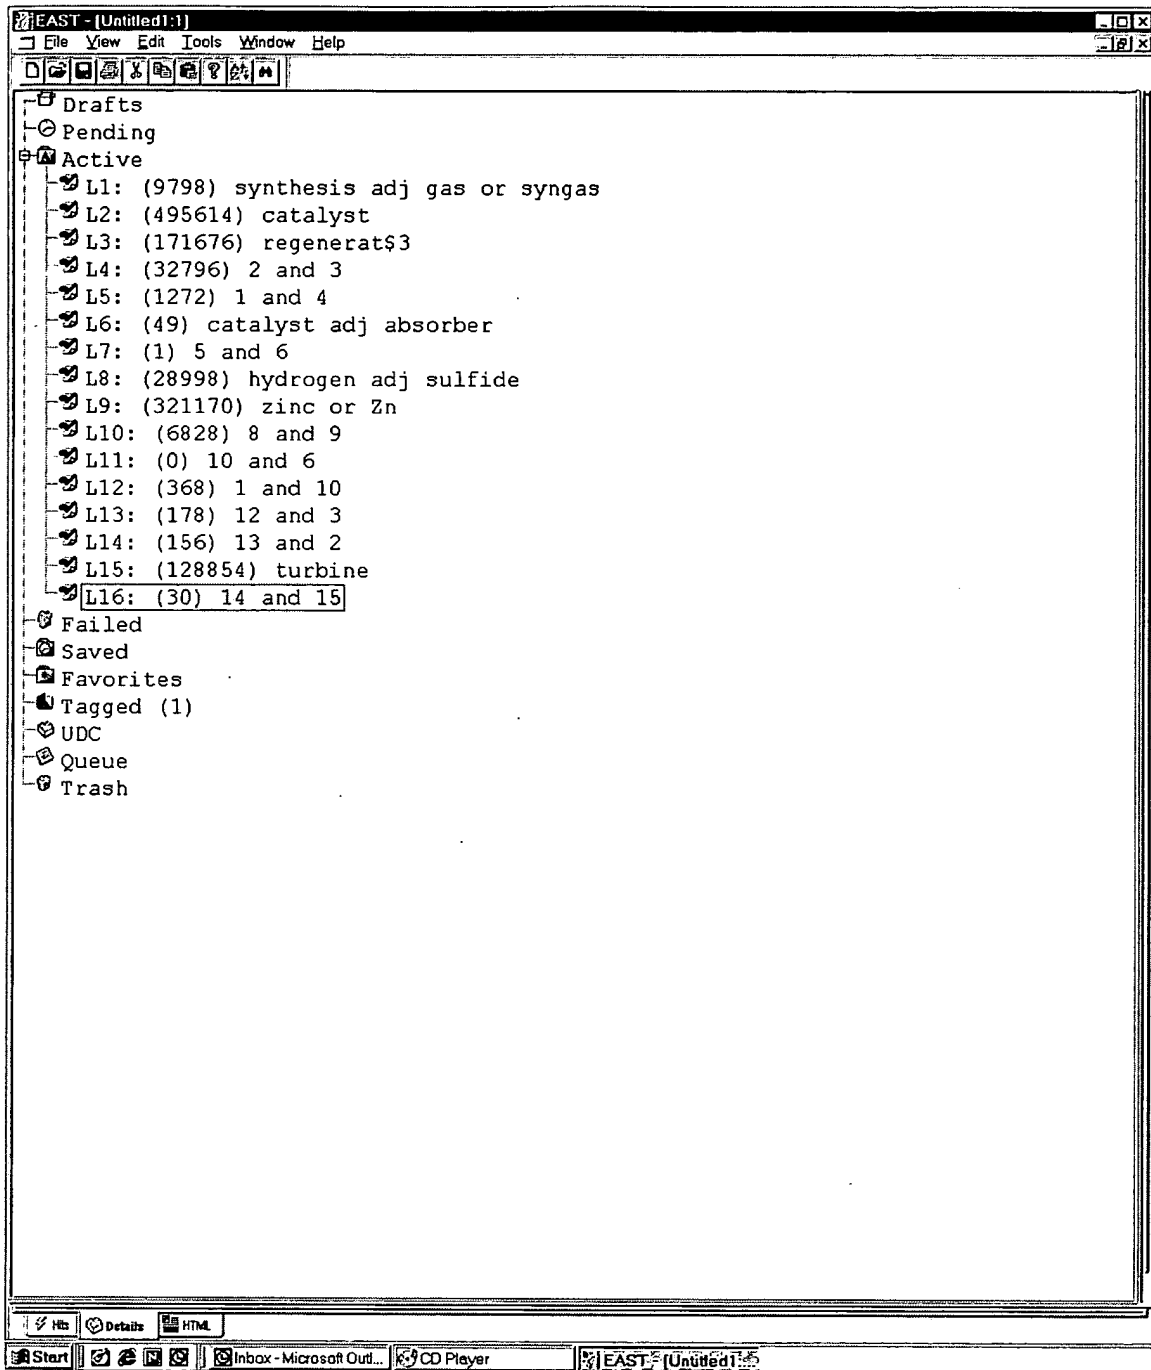 EAST - [Untitled1:1]
File View Edit Tools Window Help
Drafts
Pending
Active
L1: (9798) synthesis adj gas or syngas
L2: (495614) catalyst
L3: (171676) regenerat$3
L4: (32796) 2 and 3
L5: (1272) 1 and 4
L6: (49) catalyst adj absorber
L7: (1) 5 and 6
L8: (28998) hydrogen adj sulfide
L9: (321170) zinc or Zn
L10: (6828) 8 and 9
L11: (0) 10 and 6
L12: (368) 1 and 10
L13: (178) 12 and 3
L14: (156) 13 and 2
L15: (128854) turbine
L16: (30) 14 and 15
Failed
Saved
Favorites
Tagged (1)
UDC
Queue
Trash
Hits Details HTML
Start Inbox - Microsoft Outl... CD Player EAST - [Untitled1: